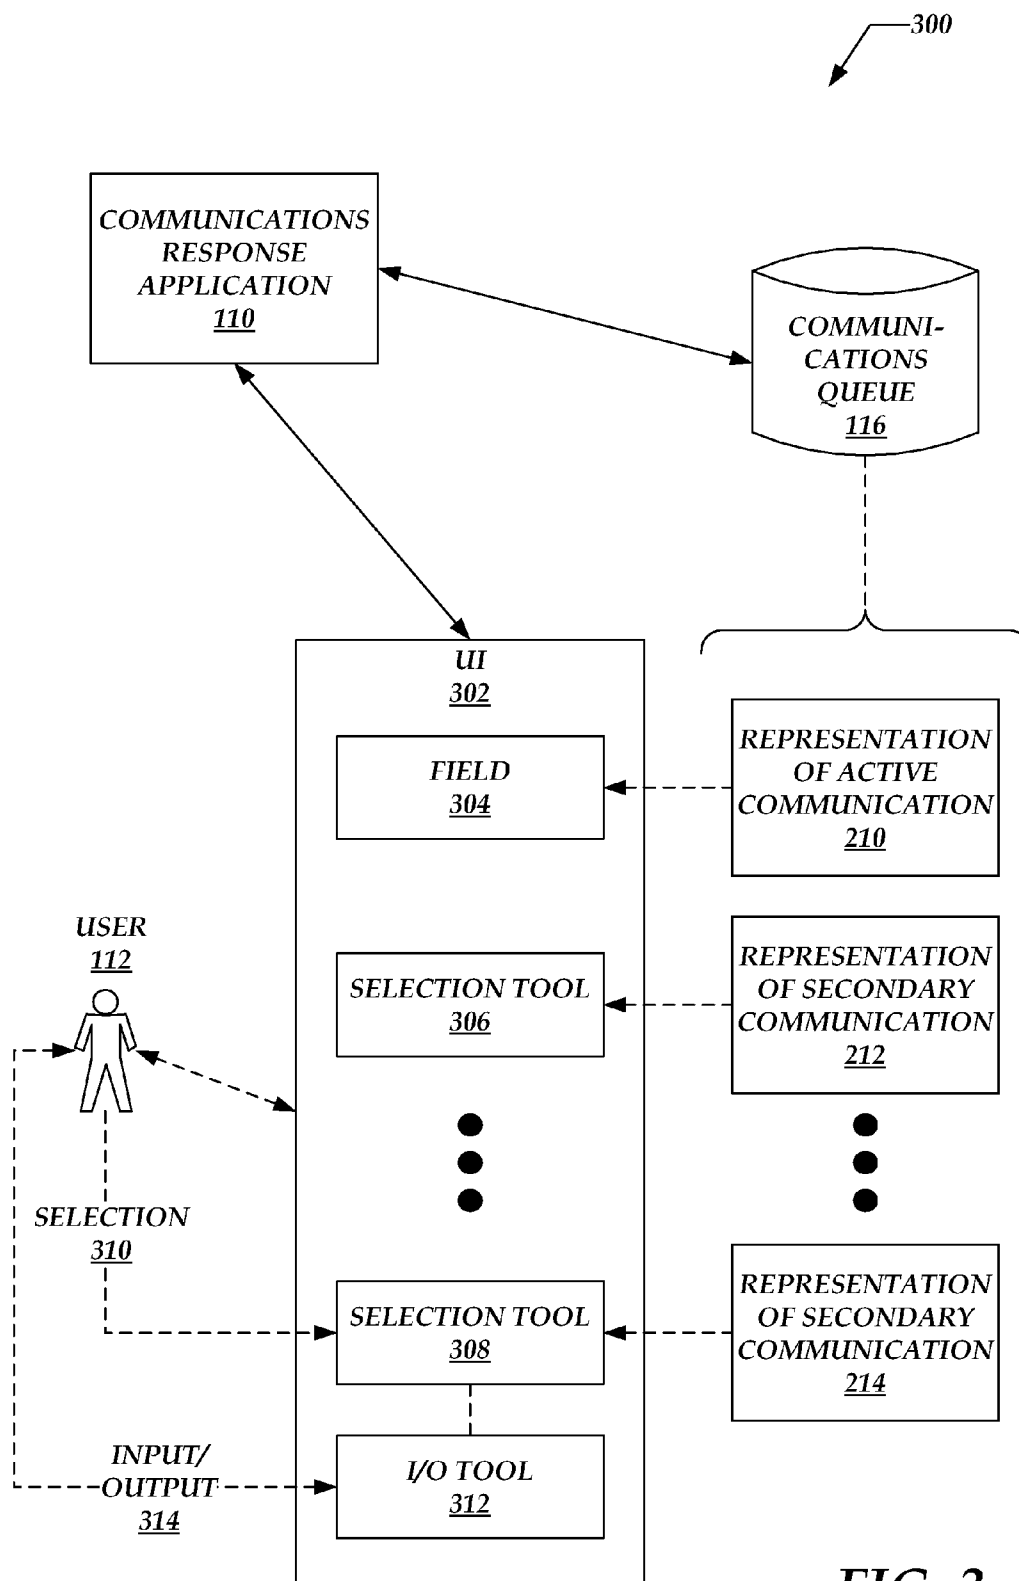 300
COMMUNICATIONS
RESPONSE
APPLICATION
110
COMMUNI-
CATIONS
QUEUE
116
UI
302
FIELD
304
REPRESENTATION
OF ACTIVE
COMMUNICATION
210
USER
112
SELECTION TOOL
306
REPRESENTATION
OF SECONDARY
COMMUNICATION
212
SELECTION
310
SELECTION TOOL
308
REPRESENTATION
OF SECONDARY
COMMUNICATION
214
INPUT/
OUTPUT
314
I/O TOOL
312
FIG. 3